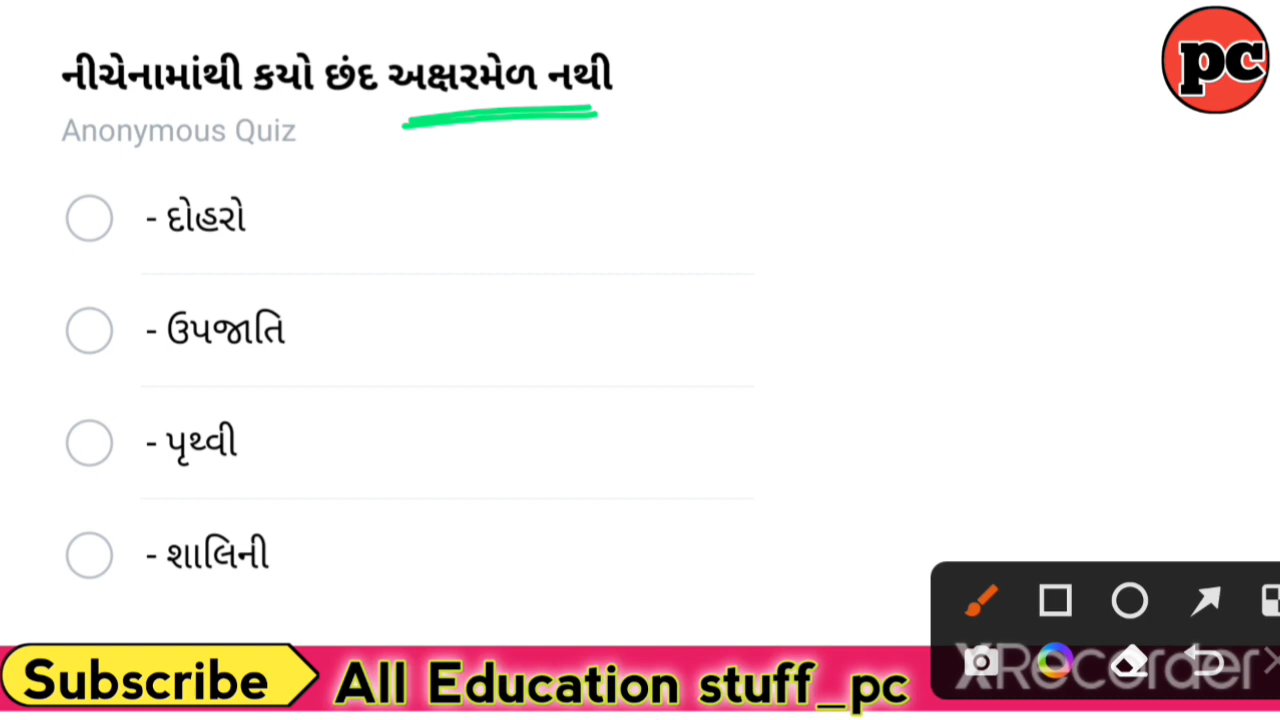 pc
નીચેનામાંથી કયો છંદ અક્ષરમેળ નથી
Anonymous Quiz
- દોહરો
- ઉપજાતિ
- પૃથ્વી
- શાલિની
XRecorder
Subscribe All Education stuff_pc